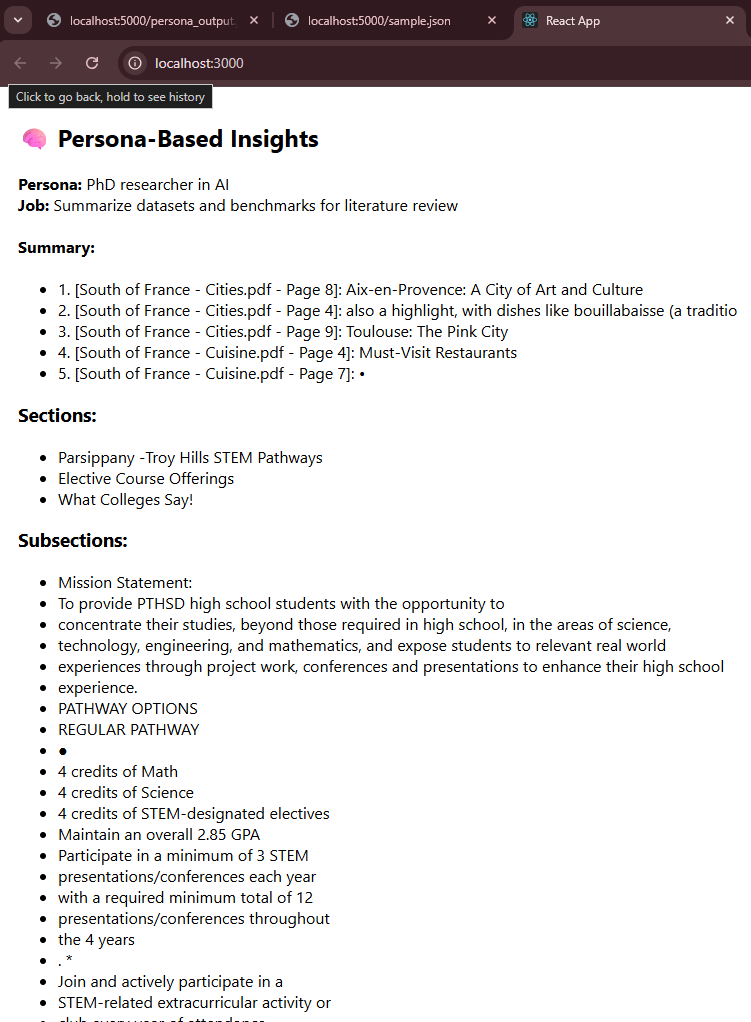 localhost:5000/persona_output.
localhost:5000/sample.json
React App
localhost:3000
Click to go back, hold to see history
Persona-Based Insights
Persona: PhD researcher in AI
Job: Summarize datasets and benchmarks for literature review
Summary:
• 1. [South of France - Cities.pdf - Page 8]: Aix-en-Provence: A City of Art and Culture
• 2. [South of France - Cities.pdf - Page 4]: also a highlight, with dishes like bouillabaisse (a traditio
• 3. [South of France - Cities.pdf - Page 9]: Toulouse: The Pink City
• 4. [South of France - Cuisine.pdf - Page 4]: Must-Visit Restaurants
• 5. [South of France - Cuisine.pdf - Page 7]: •
Sections:
• Parsippany -Troy Hills STEM Pathways
• Elective Course Offerings
• What Colleges Say!
Subsections:
• Mission Statement:
• To provide PTHSD high school students with the opportunity to
• concentrate their studies, beyond those required in high school, in the areas of science,
• technology, engineering, and mathematics, and expose students to relevant real world
• experiences through project work, conferences and presentations to enhance their high school
• experience.
• PATHWAY OPTIONS
• REGULAR PATHWAY
• ●
• 4 credits of Math
• 4 credits of Science
• 4 credits of STEM-designated electives
• Maintain an overall 2.85 GPA
• Participate in a minimum of 3 STEM
• presentations/conferences each year
• with a required minimum total of 12
• presentations/conferences throughout
• the 4 years
• . *
• Join and actively participate in a
• STEM-related extracurricular activity or
• club every year of attendance